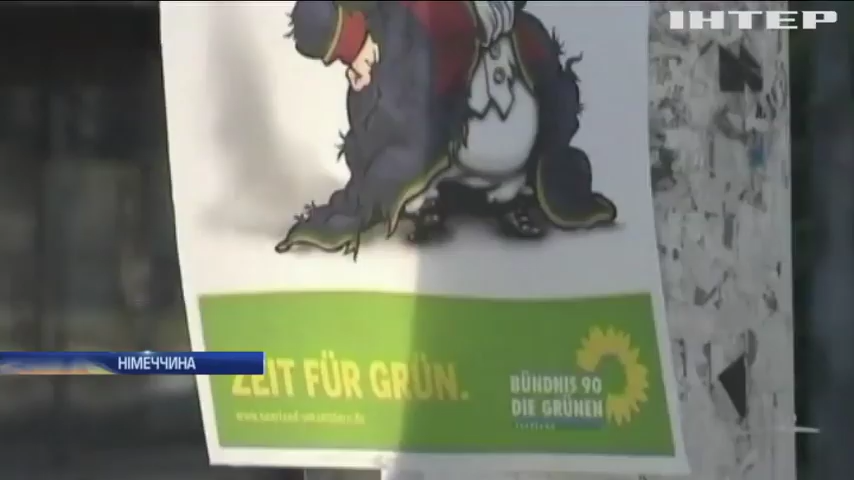 ІНТЕР
НІМЕЧЧИНА
ZEIT FÜR GRÜN.
BÜNDNIS 90
DIE GRÜNEN